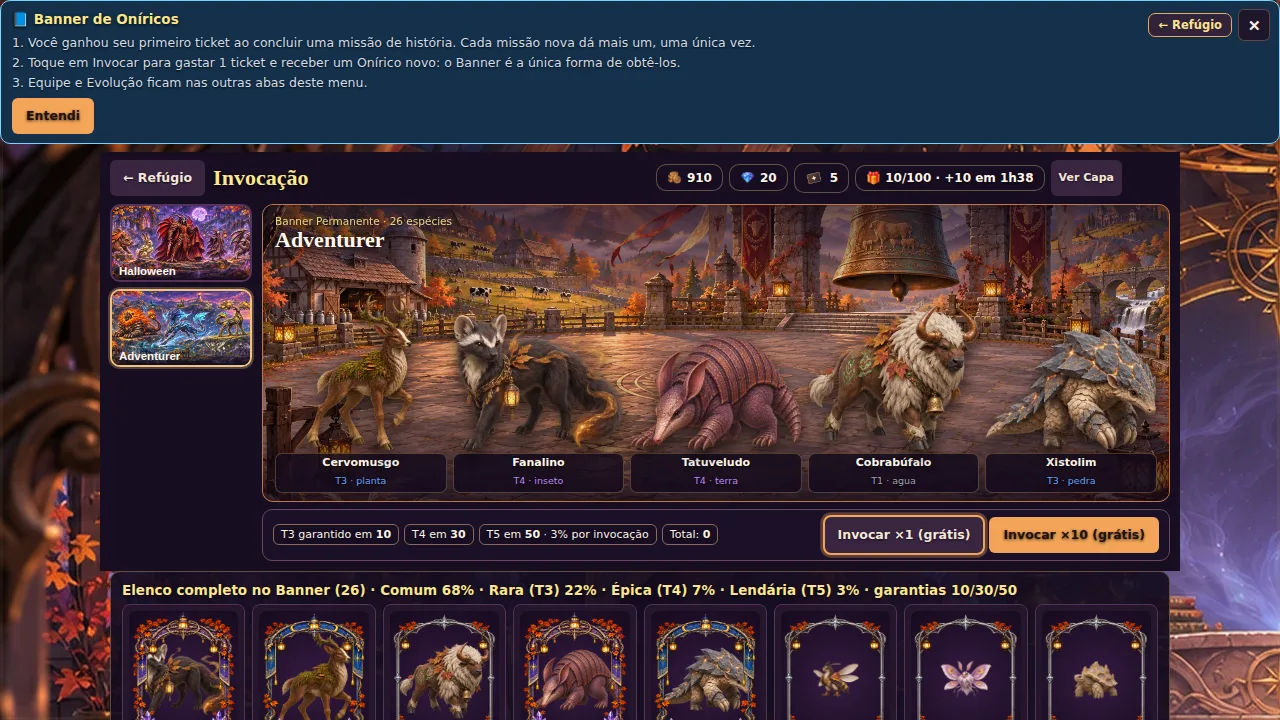 Banner de Oníricos
← Refúgio
×
1. Você ganhou seu primeiro ticket ao concluir uma missão de história. Cada missão nova dá mais um, uma única vez.
2. Toque em Invocar para gastar 1 ticket e receber um Onírico novo: o Banner é a única forma de obtê-los.
3. Equipe e Evolução ficam nas outras abas deste menu.
Entendi
← Refúgio
Invocação
910
20
5
10/100 · +10 em 1h38
Ver Capa
Halloween
Adventurer
Banner Permanente · 26 espécies
Adventurer
Cervomusgo
T3 · planta
Fanalino
T4 · inseto
Tatuveludo
T4 · terra
Cobrabúfalo
T1 · agua
Xistolim
T3 · pedra
T3 garantido em 10
T4 em 30
T5 em 50 · 3% por invocação
Total: 0
Invocar ×1 (grátis)
Invocar ×10 (grátis)
Elenco completo no Banner (26) · Comum 68% · Rara (T3) 22% · Épica (T4) 7% · Lendária (T5) 3% · garantias 10/30/50